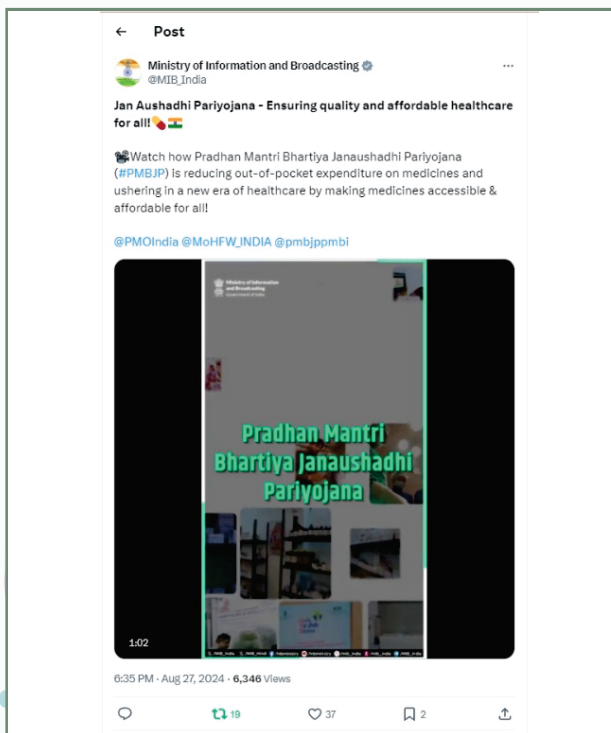 Post
Ministry of Information and Broadcasting
@MIB_India
Jan Aushadhi Pariyojana - Ensuring quality and affordable healthcare
for all!
Watch how Pradhan Mantri Bhartiya Janaushadhi Pariyojana
(#PMBJP) is reducing out-of-pocket expenditure on medicines and
ushering in a new era of healthcare by making medicines accessible &
affordable for all!
@PMOIndia @MoHFW_INDIA @pmbjppmbi
Ministry of Information
and Broadcasting
Government of India
Pradhan Mantri
Bhartiya Janaushadhi
Pariyojana
1:02
6:35 PM · Aug 27, 2024 · 6,346 Views
19
37
2